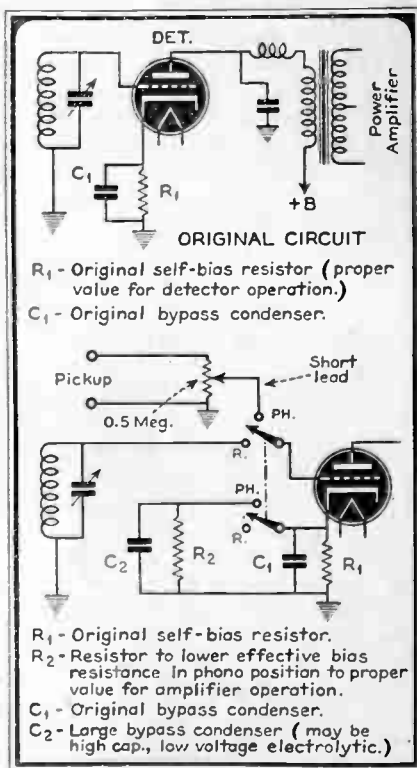 DET.
C₁
R₁
Power
Amplifier
+B
ORIGINAL CIRCUIT
R₁ - Original self-bias resistor (proper
value for detector operation.)
C₁ - Original bypass condenser.
Pickup
0.5 Meg.
Short
lead
PH.
R.
PH.
R.
C₂
R₂
C₁
R₁
R₁ - Original self-bias resistor.
R₂ - Resistor to lower effective bias
resistance in phono position to proper
value for amplifier operation.
C₁ - Original bypass condenser.
C₂ - Large bypass condenser (may be
high cap., low voltage electrolytic.)